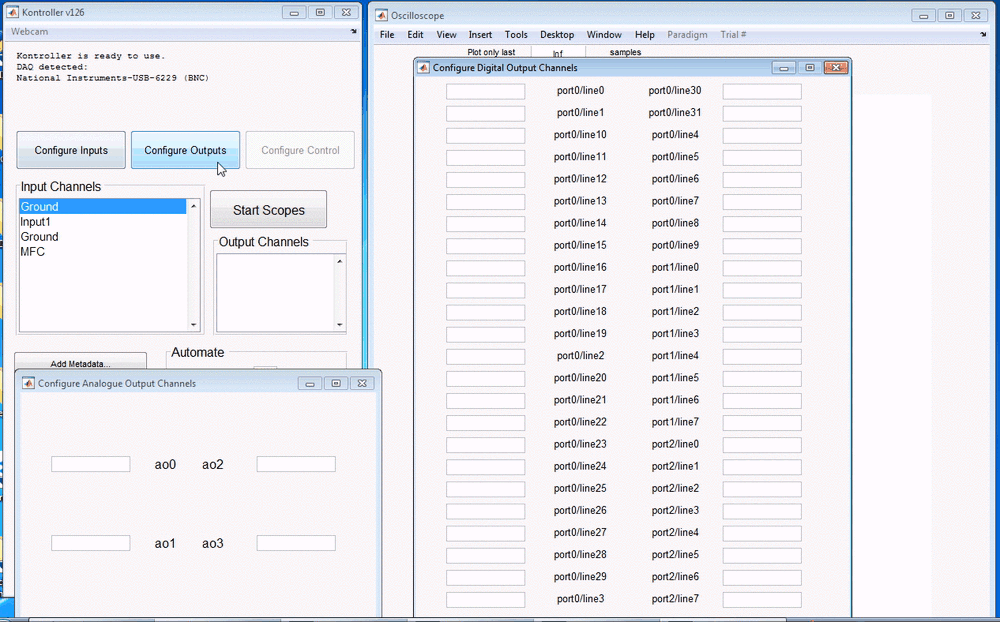 Kontroller v126
Webcam
Kontroller is ready to use.
DAQ detected:
National Instruments-USB-6229 (BNC)
Configure Inputs
Configure Outputs
Configure Control
Input Channels
Ground
Input1
Ground
MFC
Start Scopes
Output Channels
Add Metadata...
Automate
Configure Analogue Output Channels
ao0 ao2
ao1 ao3
Oscilloscope
File Edit View Insert Tools Desktop Window Help Paradigm Trial #
Plot only last Inf samples
Configure Digital Output Channels
port0/line0 port0/line30
port0/line1 port0/line31
port0/line10 port0/line4
port0/line11 port0/line5
port0/line12 port0/line6
port0/line13 port0/line7
port0/line14 port0/line8
port0/line15 port0/line9
port0/line16 port1/line0
port0/line17 port1/line1
port0/line18 port1/line2
port0/line19 port1/line3
port0/line2 port1/line4
port0/line20 port1/line5
port0/line21 port1/line6
port0/line22 port1/line7
port0/line23 port2/line0
port0/line24 port2/line1
port0/line25 port2/line2
port0/line26 port2/line3
port0/line27 port2/line4
port0/line28 port2/line5
port0/line29 port2/line6
port0/line3 port2/line7